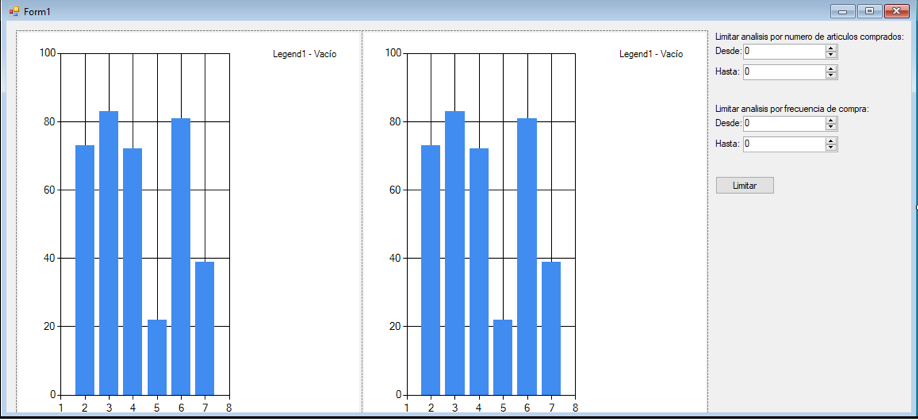 Form1
Legend1 - Vacío
100
80
60
40
20
0
1 2 3 4 5 6 7 8
Legend1 - Vacío
100
80
60
40
20
0
1 2 3 4 5 6 7 8
Limitar analisis por numero de articulos comprados:
Desde: 0
Hasta: 0
Limitar analisis por frecuencia de compra:
Desde: 0
Hasta: 0
Limitar